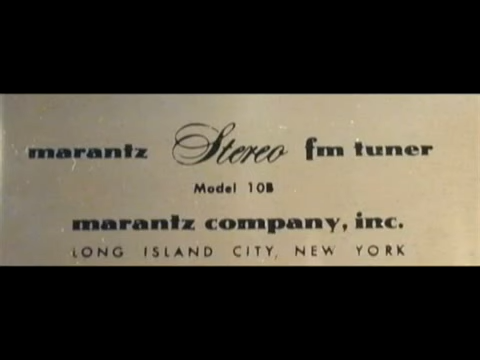 marantz Stereo fm tuner
Model 10B
marantz company, inc.
LONG ISLAND CITY, NEW YORK